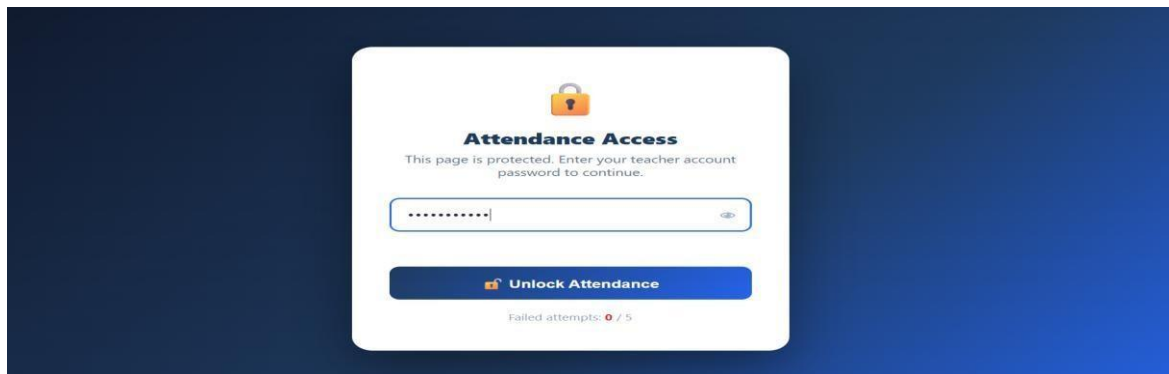 Attendance Access
This page is protected. Enter your teacher account
password to continue.
•••••••••••
Unlock Attendance
Failed attempts: 0 / 5